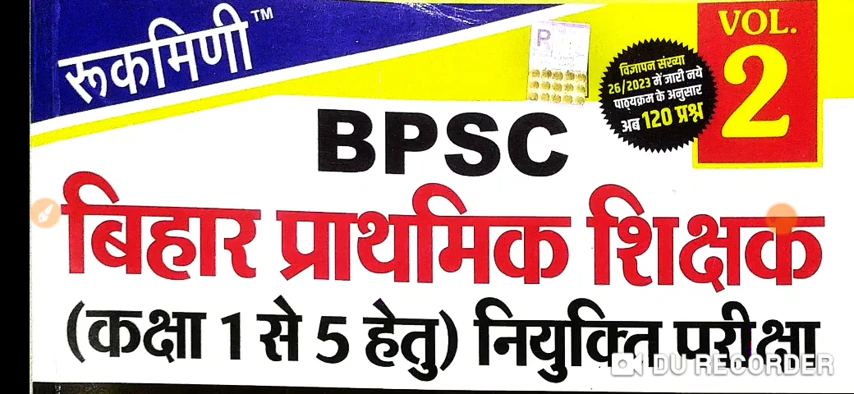 रूकमिणी™
VOL.
2
विज्ञापन संख्या
26/2023 में जारी नये
पाठ्यक्रम के अनुसार
अब 120 प्रश्न
BPSC
बिहार प्राथमिक शिक्षक
(कक्षा 1 से 5 हेतु) नियुक्ति परीक्षा
DU RECORDER